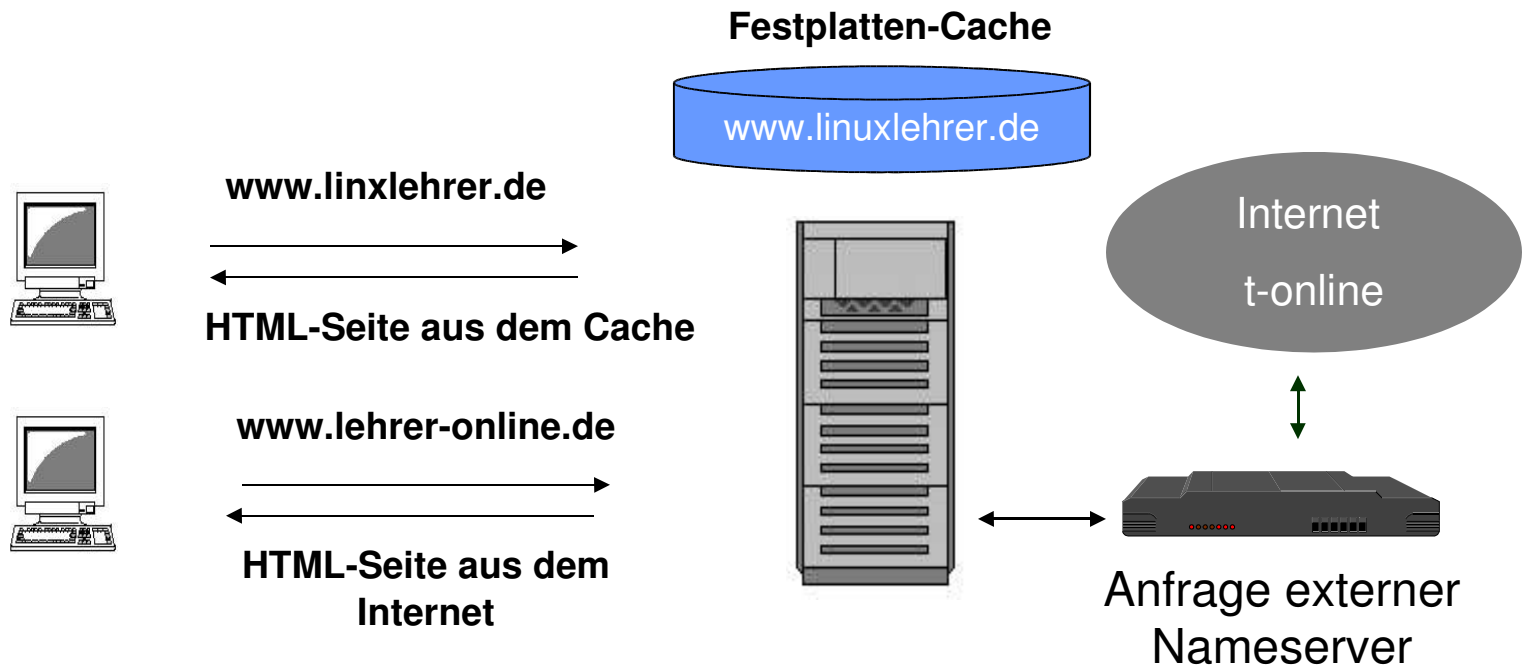 Festplatten-Cache
www.linuxlehrer.de
www.linxlehrer.de
HTML-Seite aus dem Cache
Internet
t-online
www.lehrer-online.de
HTML-Seite aus dem
Internet
Anfrage externer
Nameserver